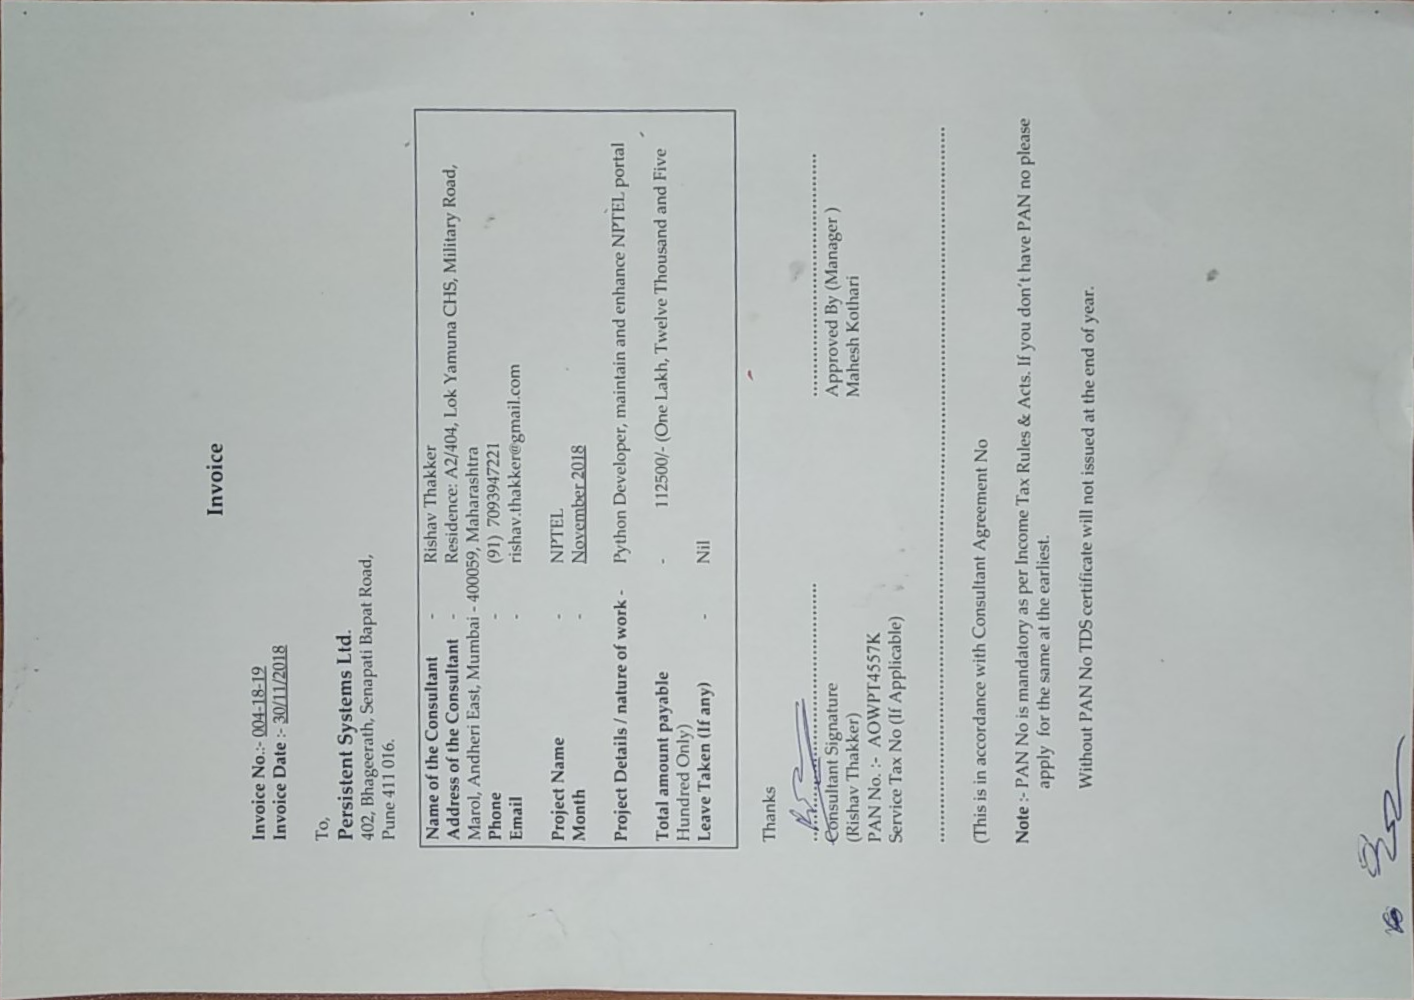 Invoice
Invoice No.:- 004-18-19
Invoice Date :- 30/11/2018
To,
Persistent Systems Ltd.
402, Bhageerath, Senapati Bapat Road,
Pune 411 016.
Name of the Consultant - Rishav Thakker
Address of the Consultant - Residence: A2/404, Lok Yamuna CHS, Military Road,
Marol, Andheri East, Mumbai - 400059, Maharashtra
Phone - (91) 7093947221
Email - rishav.thakker@gmail.com
Project Name - NPTEL
Month - November 2018
Project Details / nature of work - Python Developer, maintain and enhance NPTEL portal
Total amount payable - 112500/- (One Lakh, Twelve Thousand and Five
Hundred Only)
Leave Taken (If any) - Nil
Thanks
Consultant Signature Approved By (Manager )
(Rishav Thakker) Mahesh Kothari
PAN No. :- AOWPT4557K
Service Tax No (If Applicable)
(This is in accordance with Consultant Agreement No
Note :- PAN No is mandatory as per Income Tax Rules & Acts. If you don't have PAN no please
apply for the same at the earliest.
Without PAN No TDS certificate will not issued at the end of year.